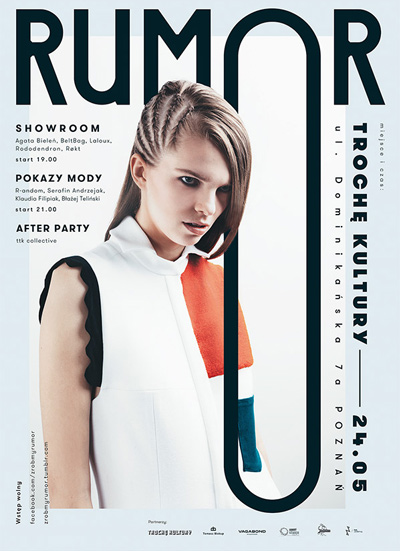 RUMOR
SHOWROOM
Agata Bieleń, BeltBag, Laloux,
Rododendron, Røkt
start 19.00
POKAZY MODY
R-andom, Serafin Andrzejak,
Klaudia Filipiak, Błażej Teliński
start 21.00
AFTER PARTY
ttk collective
miejsce i czas:
TROCHĘ KULTURY — 24.05
ul. Dominikańska 7a POZNAŃ
Wstęp wolny
facebook.com/zrobmyrumor
zrobmyrumor.tumblr.com
Partnerzy
TROCHĘ KULTURY
VAGABOND